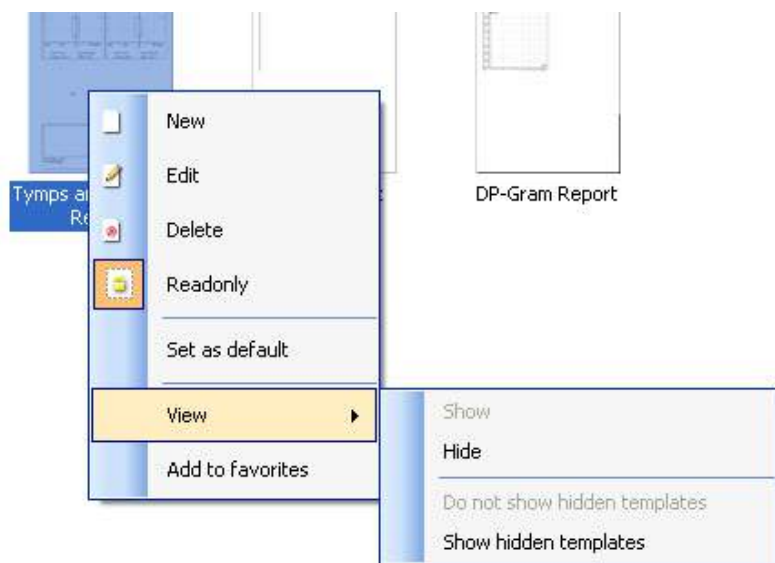 New
Edit
Tymps a
Re
DP-Gram Report
Delete
Readonly
Set as default
View
Add to favorites
Show
Hide
Do not show hidden templates
Show hidden templates